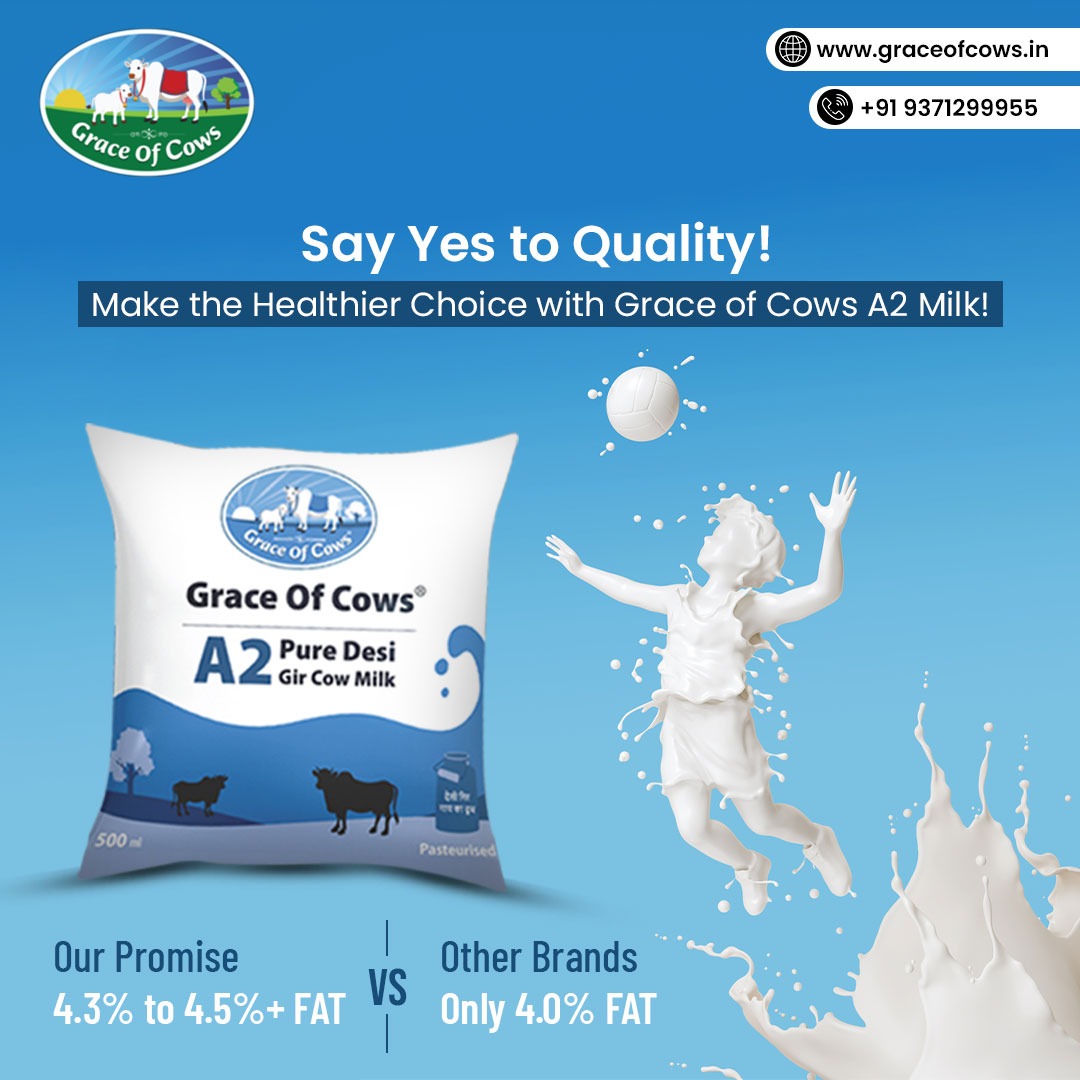 Grace Of Cows
www.graceofcows.in
+91 9371299955
Say Yes to Quality!
Make the Healthier Choice with Grace of Cows A2 Milk!
Grace Of Cows
Grace Of Cows®
A2 Pure Desi
Gir Cow Milk
देसी गिर
गाय का दूध
500 ml
Pasteurised
Our Promise
4.3% to 4.5%+ FAT
VS
Other Brands
Only 4.0% FAT